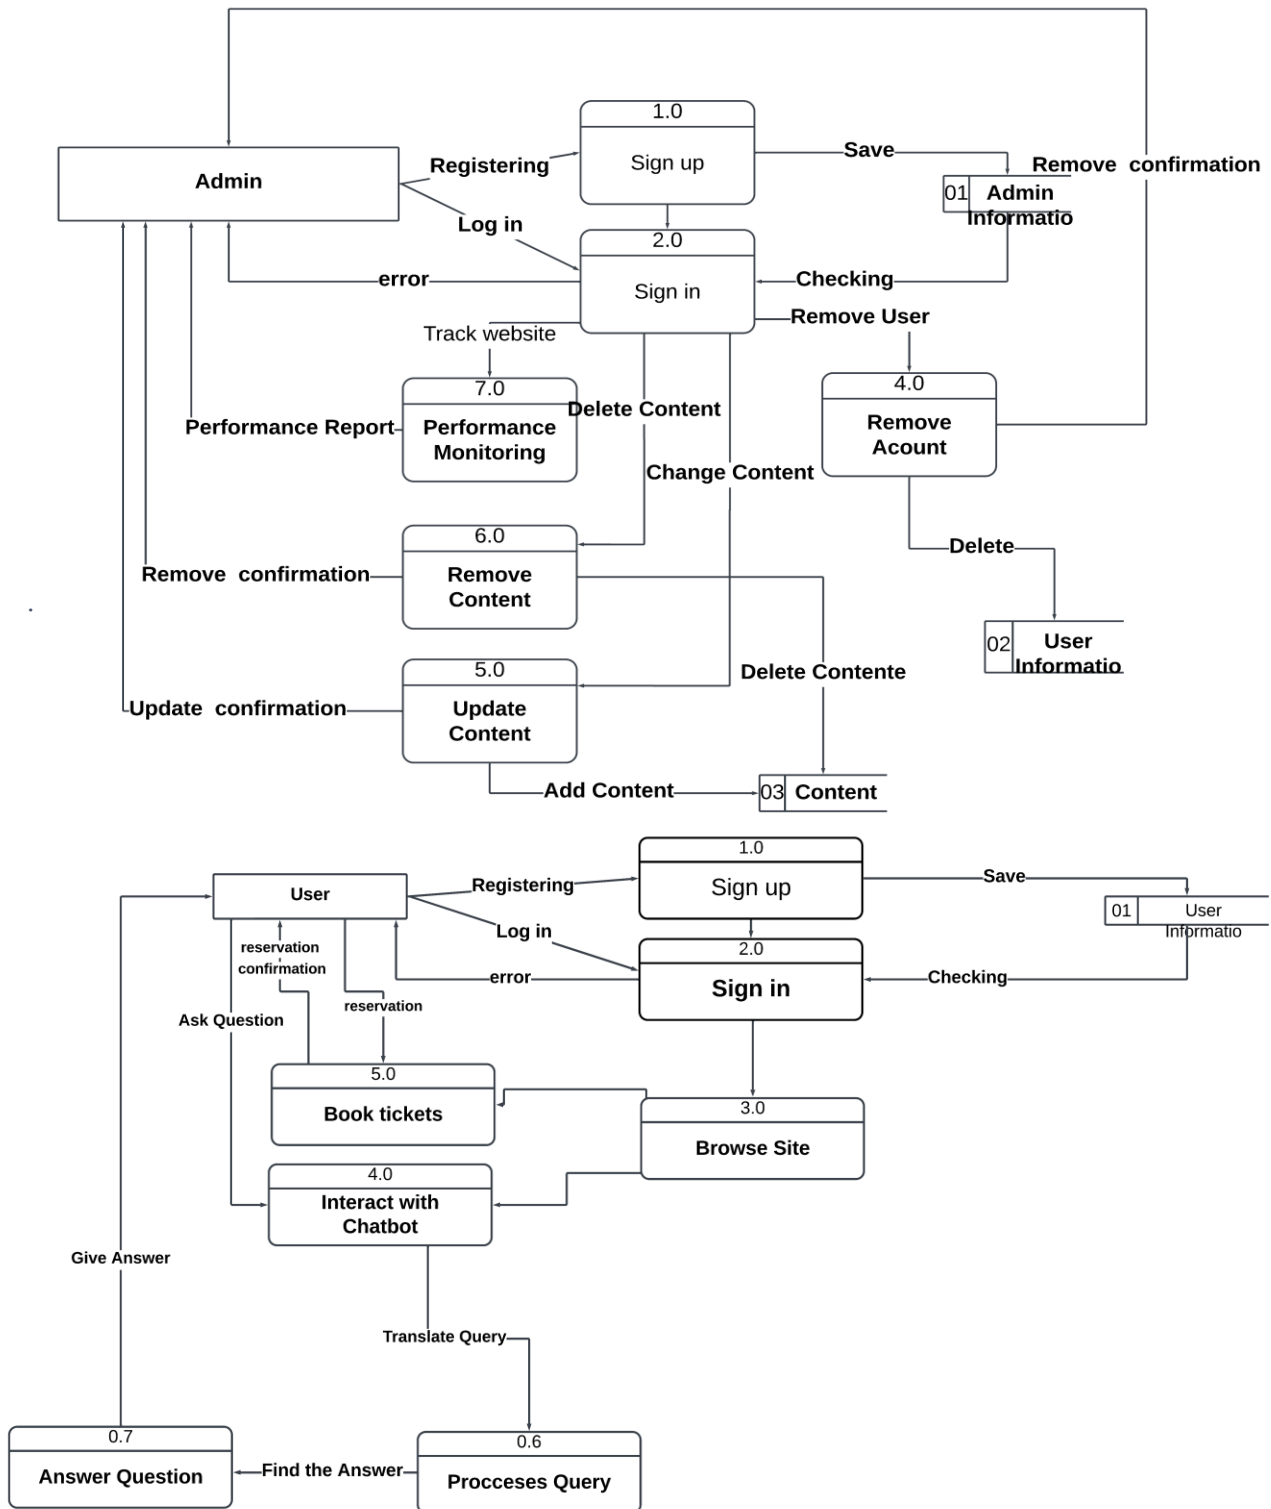 1.0
Sign up
Save
Registering
Admin
Remove  confirmation
01
Admin
Informatio
Log in
2.0
Sign in
error
Checking
Remove User
Track website
7.0
Performance
Monitoring
Performance Report
Delete Content
4.0
Remove
Acount
Change Content
6.0
Remove
Content
Remove  confirmation
Delete
02
User
Informatio
5.0
Update
Content
Update  confirmation
Delete Contente
Add Content
03
Content
1.0
Sign up
Save
Registering
User
01
User
Informatio
Log in
2.0
Sign in
error
Checking
reservation
confirmation
reservation
Ask Question
5.0
Book tickets
3.0
Browse Site
4.0
Interact with
Chatbot
Give Answer
Translate Query
0.7
Answer Question
Find the Answer
0.6
Procceses Query